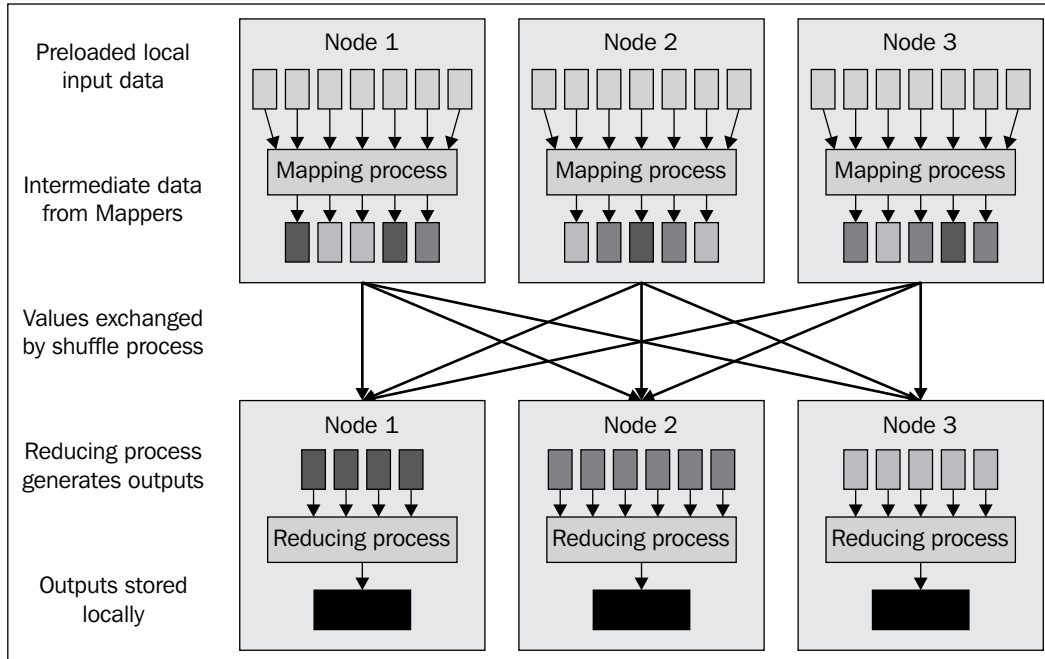 Preloaded local
input data
Node 1
Node 2
Node 3
Mapping process
Mapping process
Mapping process
Intermediate data
from Mappers
Values exchanged
by shuffle process
Node 1
Node 2
Node 3
Reducing process
generates outputs
Reducing process
Reducing process
Reducing process
Outputs stored
locally